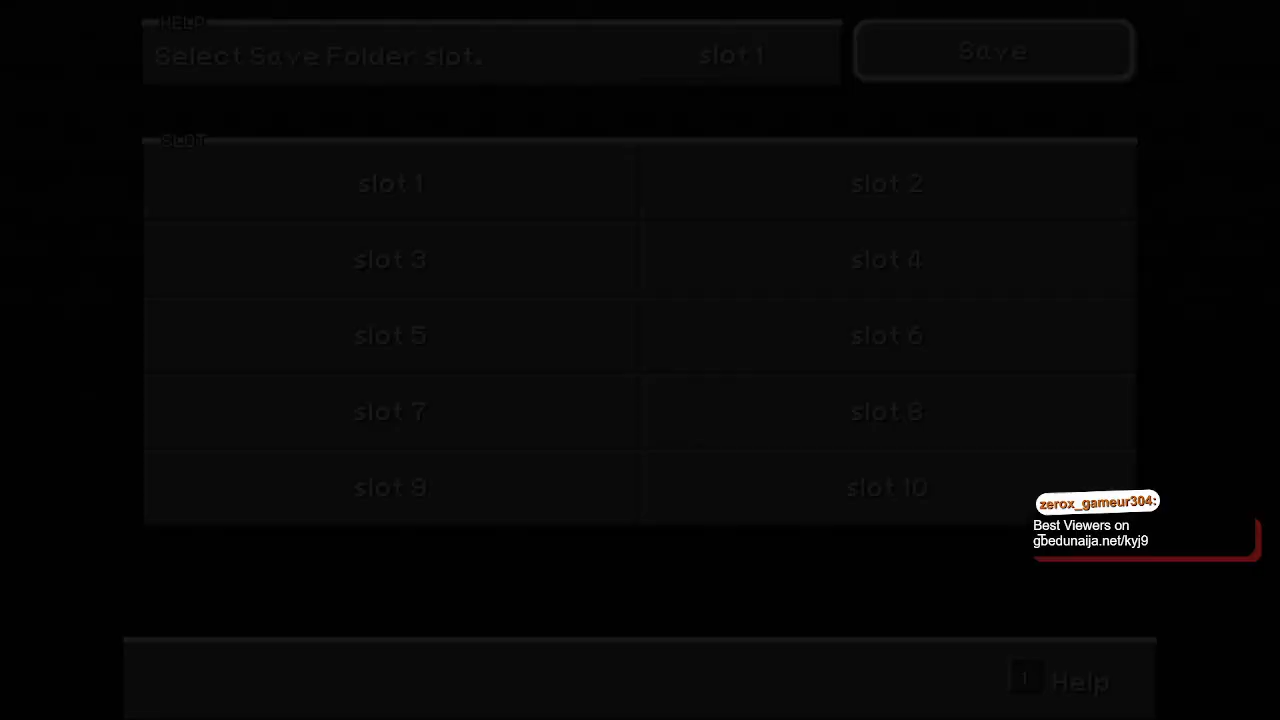 HELP
Select Save Folder slot. slot 1 Save
SLOT
slot 1 slot 2
slot 3 slot 4
slot 5 slot 6
slot 7 slot 8
slot 9 slot 10
zerox_gameur304:
Best Viewers on
gbedunaija.net/kyj9
Help